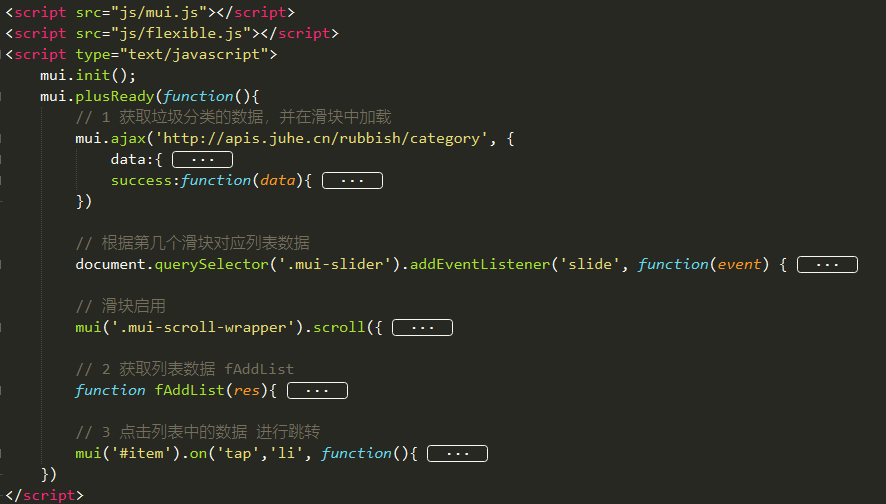 <script src="js/mui.js"></script>
<script src="js/flexible.js"></script>
<script type="text/javascript">
mui.init();
mui.plusReady(function(){
// 1 获取垃圾分类的数据，并在滑块中加载
mui.ajax('http://apis.juhe.cn/rubbish/category', {
data:{ ...
success:function(data){ ...
})
// 根据第几个滑块对应列表数据
document.querySelector('.mui-slider').addEventListener('slide', function(event) { ...
// 滑块启用
mui('.mui-scroll-wrapper').scroll({ ...
// 2 获取列表数据 fAddList
function fAddList(res){ ...
// 3 点击列表中的数据 进行跳转
mui('#item').on('tap','li', function(){ ...
})
</script>